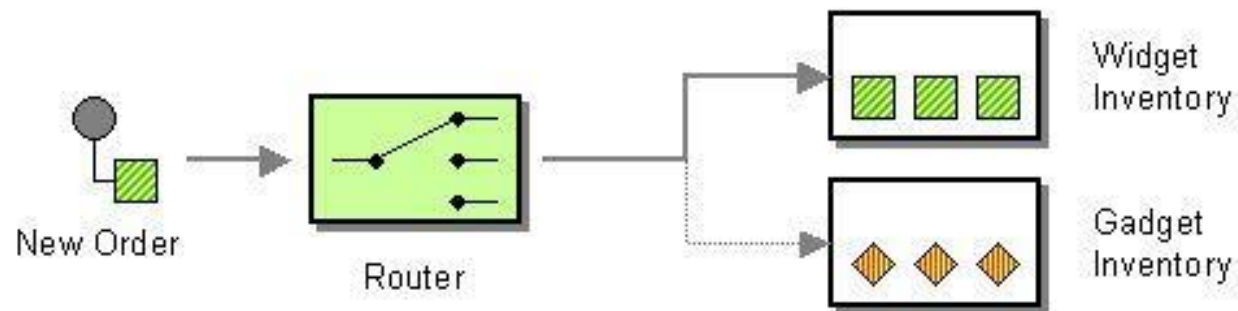 New Order
Router
Widget
Inventory
Gadget
Inventory